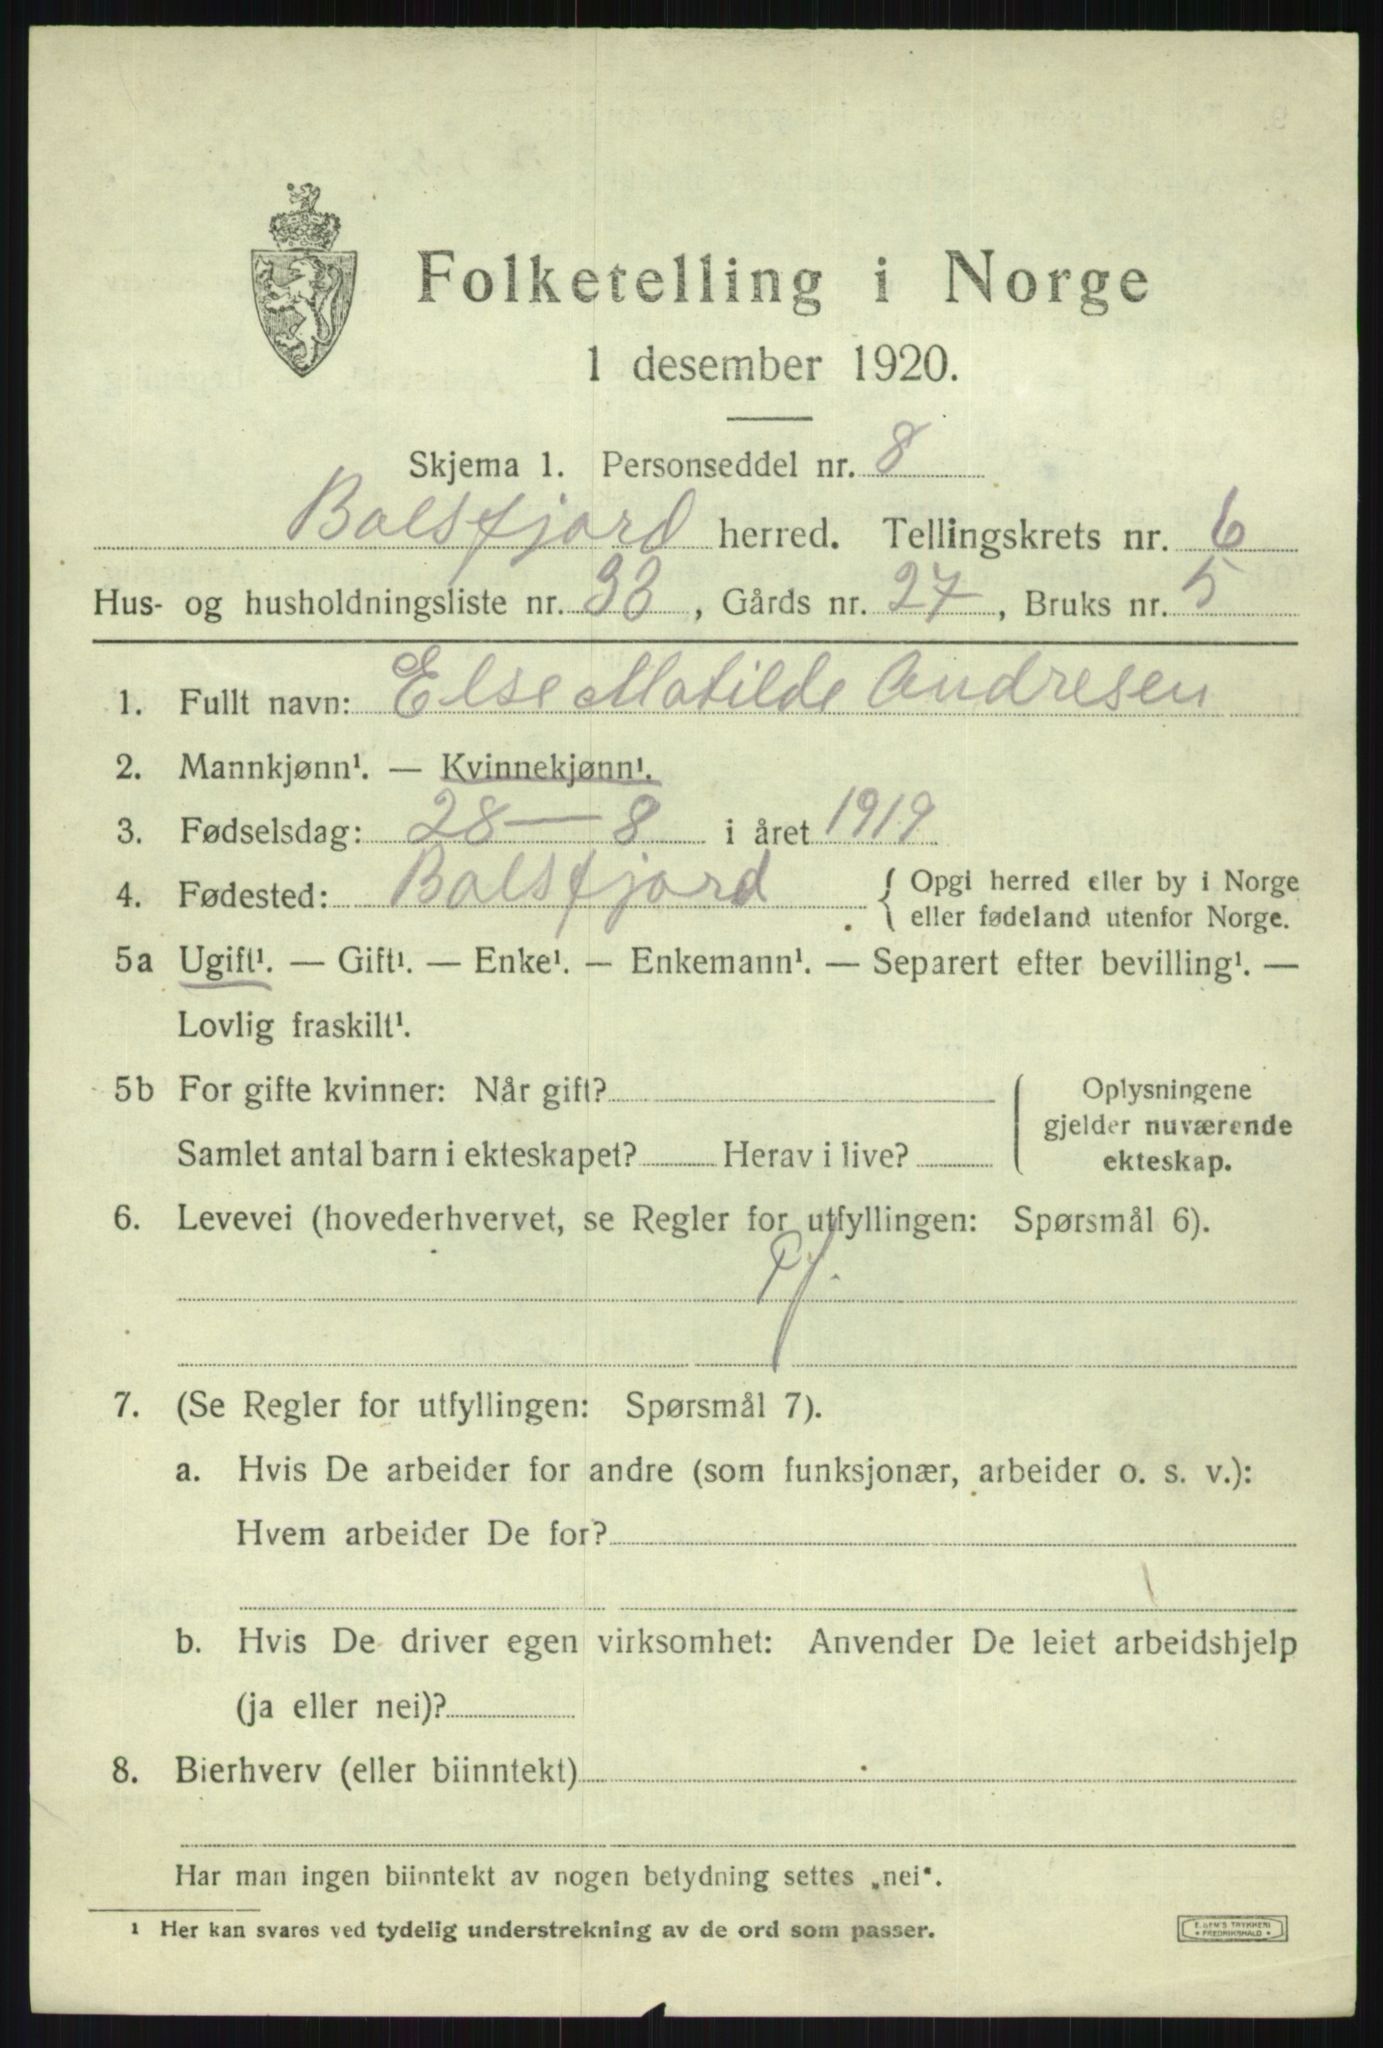 Folketelling i Norge
1 desember 1920.
Skjema 1. Personseddel nr. 8
Balsfjord herred. Tellingskrets nr. 6
Hus- og husholdningsliste nr. 33, Gårds nr. 27, Bruks nr. 5
1. Fullt navn: Else Matilde Andresen
2. Mannkjønn¹. — Kvinnekjønn¹.
3. Fødselsdag: 28 — 8 i året 1919
4. Fødested: Balsfjord { Opgi herred eller by i Norge
eller fødeland utenfor Norge.
5a Ugift¹. — Gift¹. — Enke¹. — Enkemann¹. — Separert efter bevilling¹. —
Lovlig fraskilt¹.
5b For gifte kvinner: Når gift?
Samlet antal barn i ekteskapet? Herav i live?
Oplysningene
gjelder nuværende
ekteskap.
6. Levevei (hovederhvervet, se Regler for utfyllingen: Spørsmål 6).
7. (Se Regler for utfyllingen: Spørsmål 7).
a. Hvis De arbeider for andre (som funksjonær, arbeider o. s. v.):
Hvem arbeider De for?
b. Hvis De driver egen virksomhet: Anvender De leiet arbeidshjelp
(ja eller nei)?
8. Bierhverv (eller biinntekt)
Har man ingen biinntekt av nogen betydning settes „nei“.
¹ Her kan svares ved tydelig understrekning av de ord som passer.
E. SEM'S TRYKKERI
• FREDRIKSHALD •